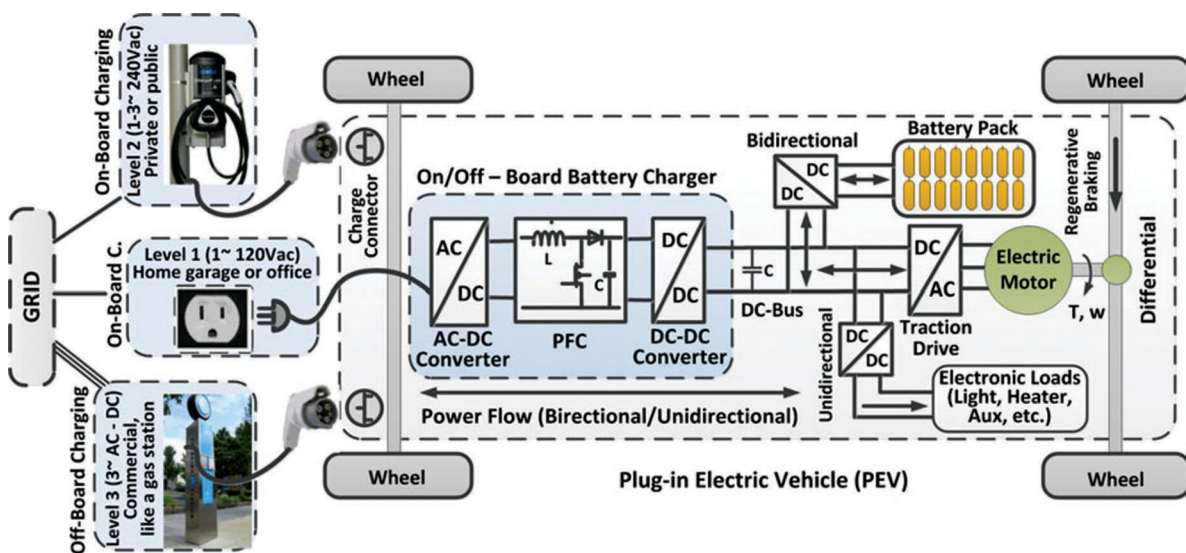 GRID
On-Board Charging
Level 2 (1-3~ 240Vac)
Private or public
On-Board C.
Level 1 (1~ 120Vac)
Home garage or office
Off-Board Charging
Level 3 (3~ AC - DC)
Commercial,
like a gas station
Charge
Connector
Wheel
Wheel
On/Off – Board Battery Charger
AC
DC
AC-DC
Converter
L
C
PFC
DC
DC
DC-DC
Converter
Power Flow (Birectional/Unidirectional)
C
DC-Bus
Bidirectional
DC
DC
Battery Pack
DC
AC
Traction
Drive
Electric
Motor
Regenerative
Braking
T, w
Differential
Unidirectional
DC
DC
Electronic Loads
(Light, Heater,
Aux, etc.)
Wheel
Wheel
Plug-in Electric Vehicle (PEV)